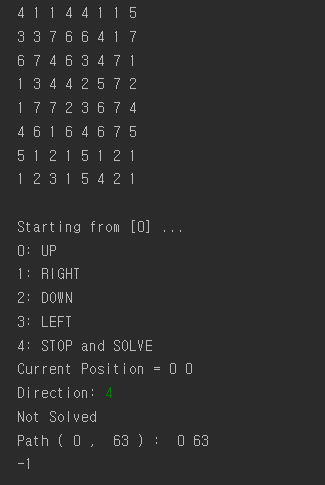 4 1 1 4 4 1 1 5
3 3 7 6 6 4 1 7
6 7 4 6 3 4 7 1
1 3 4 4 2 5 7 2
1 7 7 2 3 6 7 4
4 6 1 6 4 6 7 5
5 1 2 1 5 1 2 1
1 2 3 1 5 4 2 1
Starting from [0] ...
0: UP
1: RIGHT
2: DOWN
3: LEFT
4: STOP and SOLVE
Current Position = 0 0
Direction: 4
Not Solved
Path ( 0 ,  63 ) :  0 63
-1